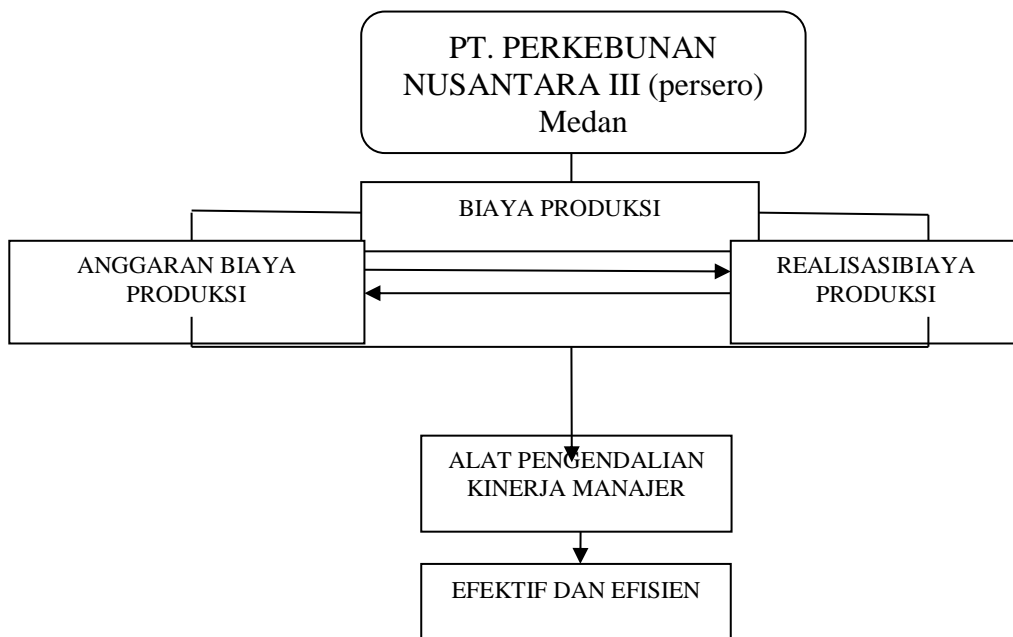 PT. PERKEBUNAN
NUSANTARA III (persero)
Medan
BIAYA PRODUKSI
ANGGARAN BIAYA
PRODUKSI
REALISASIBIAYA
PRODUKSI
ALAT PENGENDALIAN
KINERJA MANAJER
EFEKTIF DAN EFISIEN